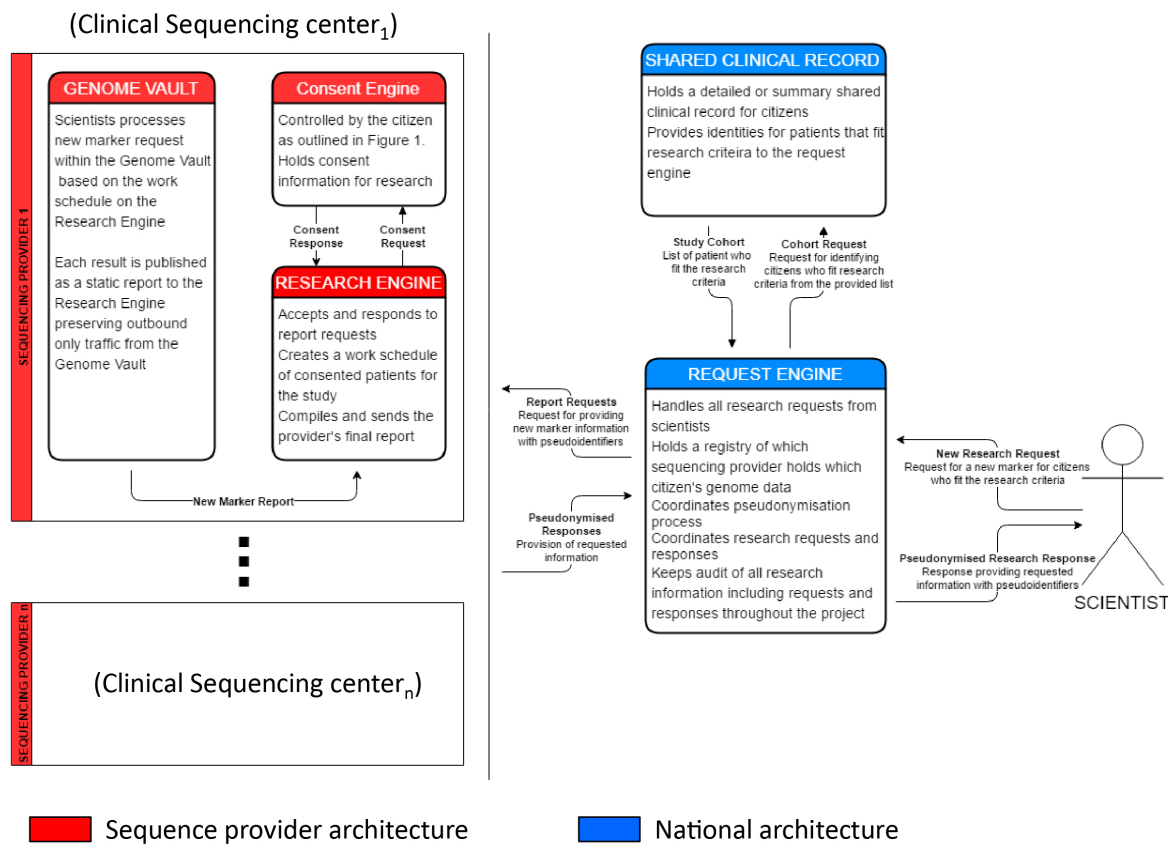 (Clinical Sequencing center1)
SEQUENCING PROVIDER 1
GENOME VAULT
Scientists processes
new marker request
within the Genome Vault
based on the work
schedule on the
Research Engine
Each result is published
as a static report to the
Research Engine
preserving outbound
only traffic from the
Genome Vault
Consent Engine
Controlled by the citizen
as outlined in Figure 1.
Holds consent
information for research
Consent
Response
Consent
Request
RESEARCH ENGINE
Accepts and responds to
report requests
Creates a work schedule
of consented patients for
the study
Compiles and sends the
provider's final report
New Marker Report
SEQUENCING PROVIDER n
(Clinical Sequencing centern)
SHARED CLINICAL RECORD
Holds a detailed or summary shared
clinical record for citizens
Provides identities for patients that fit
research criteira to the request
engine
Study Cohort
List of patient who
fit the research
criteria
Cohort Request
Request for identifying
citizens who fit research
criteria from the provided list
REQUEST ENGINE
Handles all research requests from
scientists
Holds a registry of which
sequencing provider holds which
citizen's genome data
Coordinates pseudonymisation
process
Coordinates research requests and
responses
Keeps audit of all research
information including requests and
responses throughout the project
Report Requests
Request for providing
new marker information
with pseudoidentifiers
Pseudonymised
Responses
Provision of requested
information
New Research Request
Request for a new marker for citizens
who fit the research criteria
Pseudonymised Research Response
Response providing requested
information with pseudoidentifiers
SCIENTIST
Sequence provider architecture
National architecture